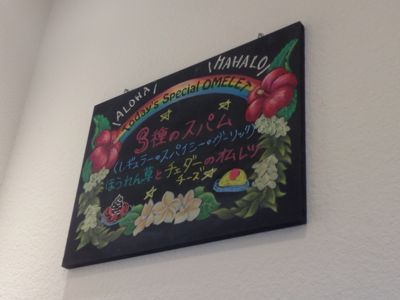 \ALOHA/
\MAHALO/
Today's Special OMELET
3種のスパム
(レギュラー・スパイシー・ガーリック)
ほうれん草とチェダーのオムレツ
チーズ